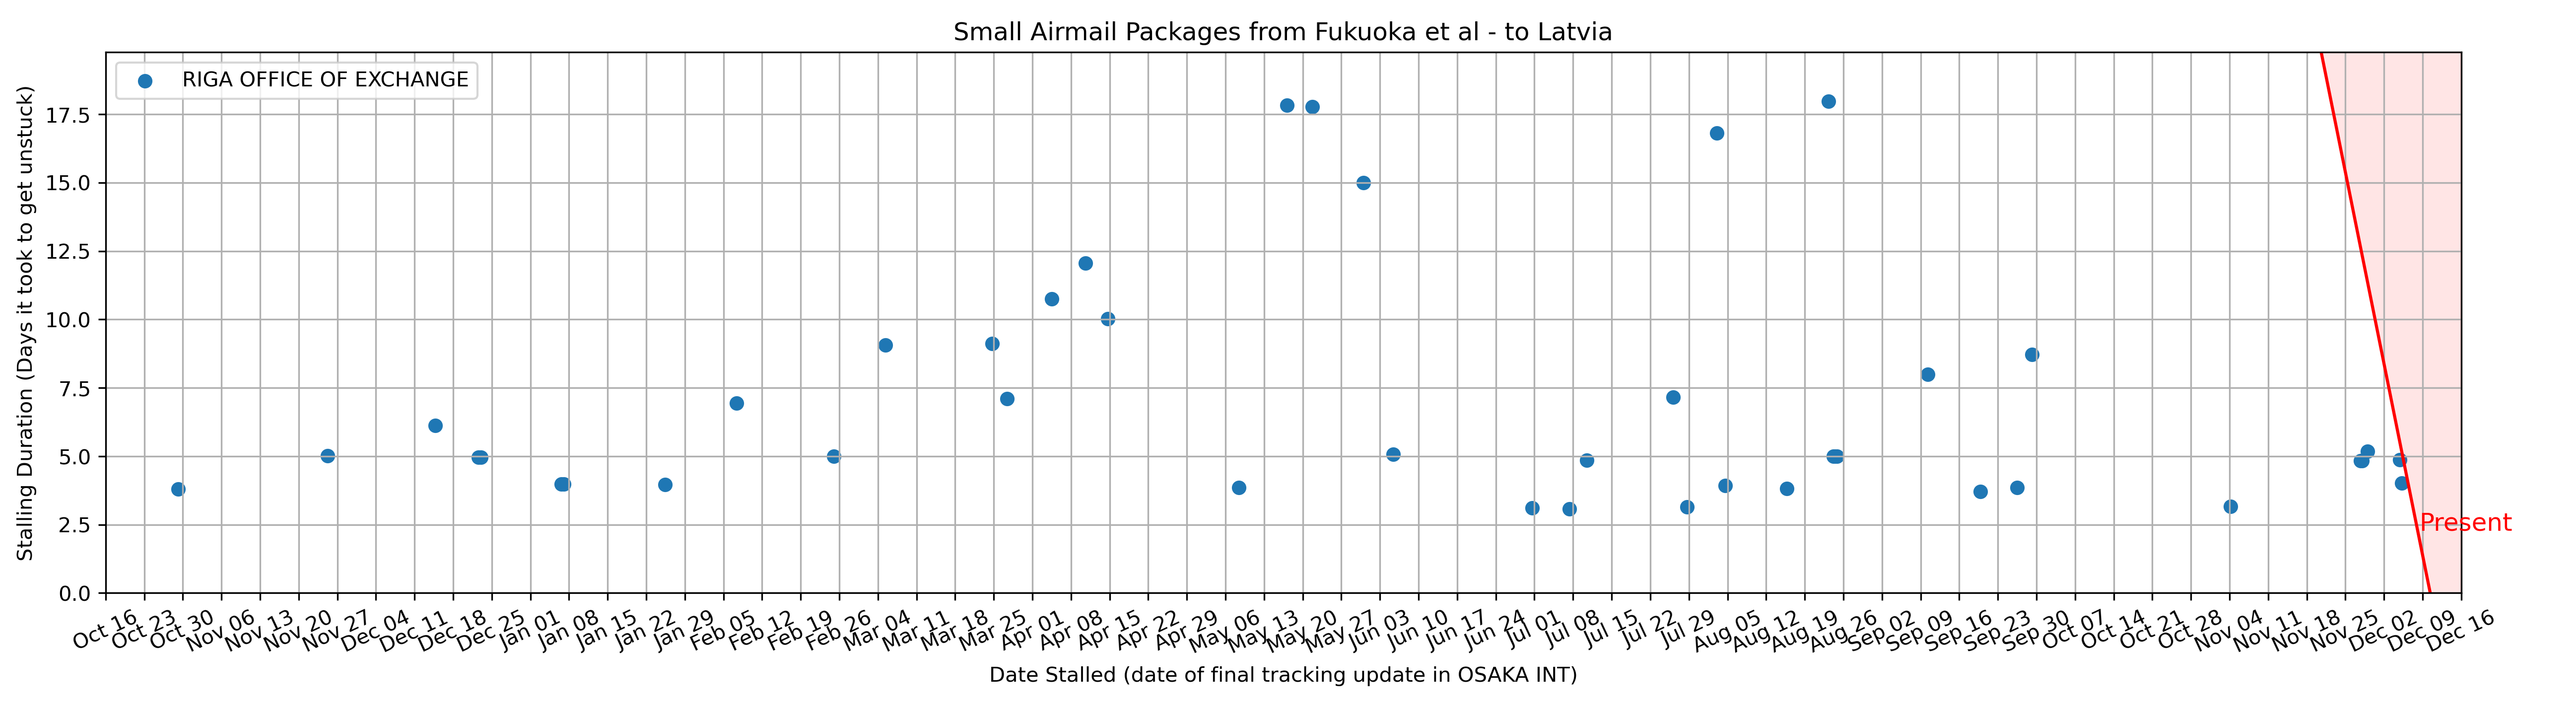 Small Airmail Packages from Fukuoka et al - to Latvia
RIGA OFFICE OF EXCHANGE
Stalling Duration (Days it took to get unstuck)
17.5
15.0
12.5
10.0
7.5
5.0
2.5
0.0
Present
Oct 16 Oct 23 Oct 30 Nov 06 Nov 13 Nov 20 Nov 27 Dec 04 Dec 11 Dec 18 Dec 25 Jan 01 Jan 08 Jan 15 Jan 22 Jan 29 Feb 05 Feb 12 Feb 19 Feb 26 Mar 04 Mar 11 Mar 18 Mar 25 Apr 01 Apr 08 Apr 15 Apr 22 Apr 29 May 06 May 13 May 20 May 27 Jun 03 Jun 10 Jun 17 Jun 24 Jul 01 Jul 08 Jul 15 Jul 22 Jul 29 Aug 05 Aug 12 Aug 19 Aug 26 Sep 02 Sep 09 Sep 16 Sep 23 Sep 30 Oct 07 Oct 14 Oct 21 Oct 28 Nov 04 Nov 11 Nov 18 Nov 25 Dec 02 Dec 09 Dec 16
Date Stalled (date of final tracking update in OSAKA INT)